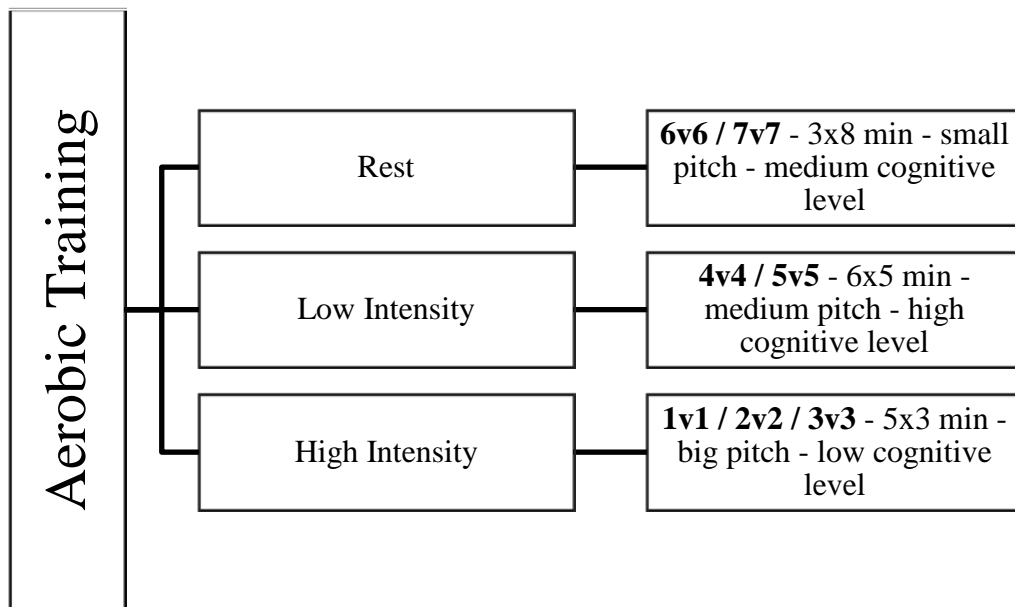 Aerobic Training
Rest
6v6 / 7v7 - 3x8 min - small
pitch - medium cognitive
level
Low Intensity
4v4 / 5v5 - 6x5 min -
medium pitch - high
cognitive level
High Intensity
1v1 / 2v2 / 3v3 - 5x3 min -
big pitch - low cognitive
level